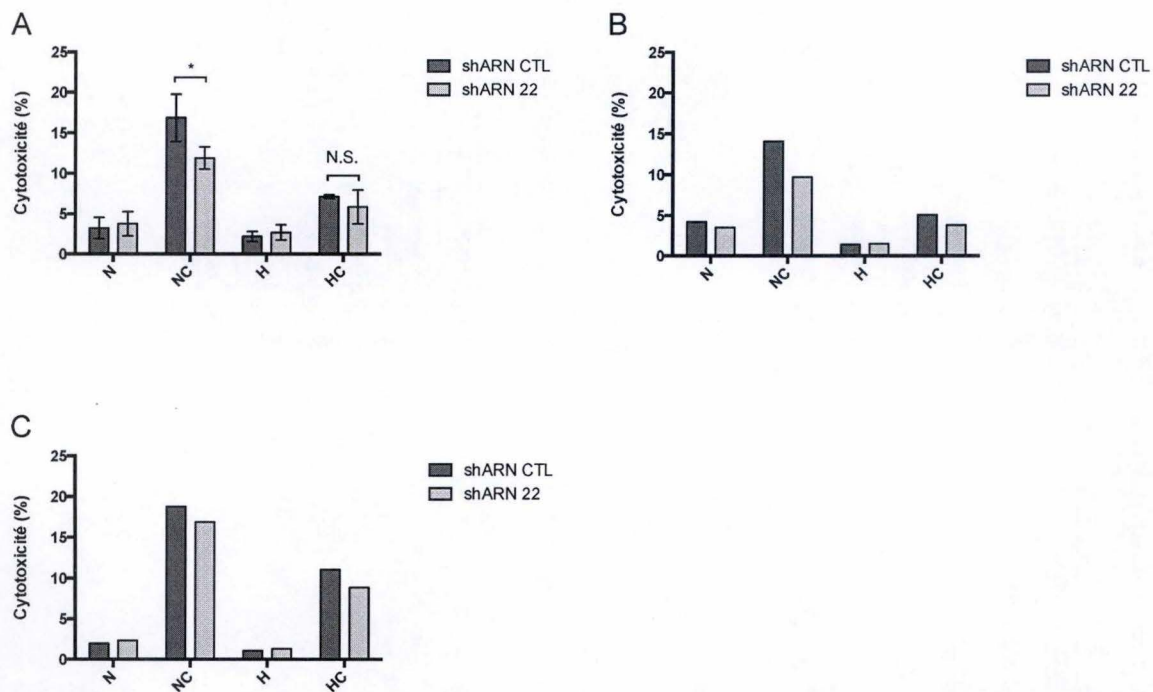 A
Cytotoxicité (%)
25
20
15
10
5
0
*
N.S.
N
NC
H
HC
shARN CTL
shARN 22
B
Cytotoxicité (%)
25
20
15
10
5
0
N
NC
H
HC
shARN CTL
shARN 22
C
Cytotoxicité (%)
25
20
15
10
5
0
N
NC
H
HC
shARN CTL
shARN 22